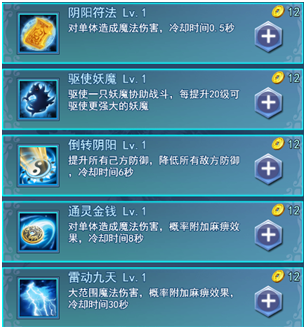 阴阳符法 Lv.1 12
对单体造成魔法伤害,冷却时间0.5秒
驱使妖魔 Lv.1 12
驱使一只妖魔协助战斗,每提升20级可
驱使更强大的妖魔
倒转阴阳 Lv.1 12
提升所有己方防御,降低所有敌方防御
,冷却时间6秒
通灵金钱 Lv.1 12
对单体造成魔法伤害,概率附加麻痹效
果,冷却时间8秒
雷动九天 Lv.1 12
大范围魔法伤害,概率附加麻痹效果,
冷却时间30秒